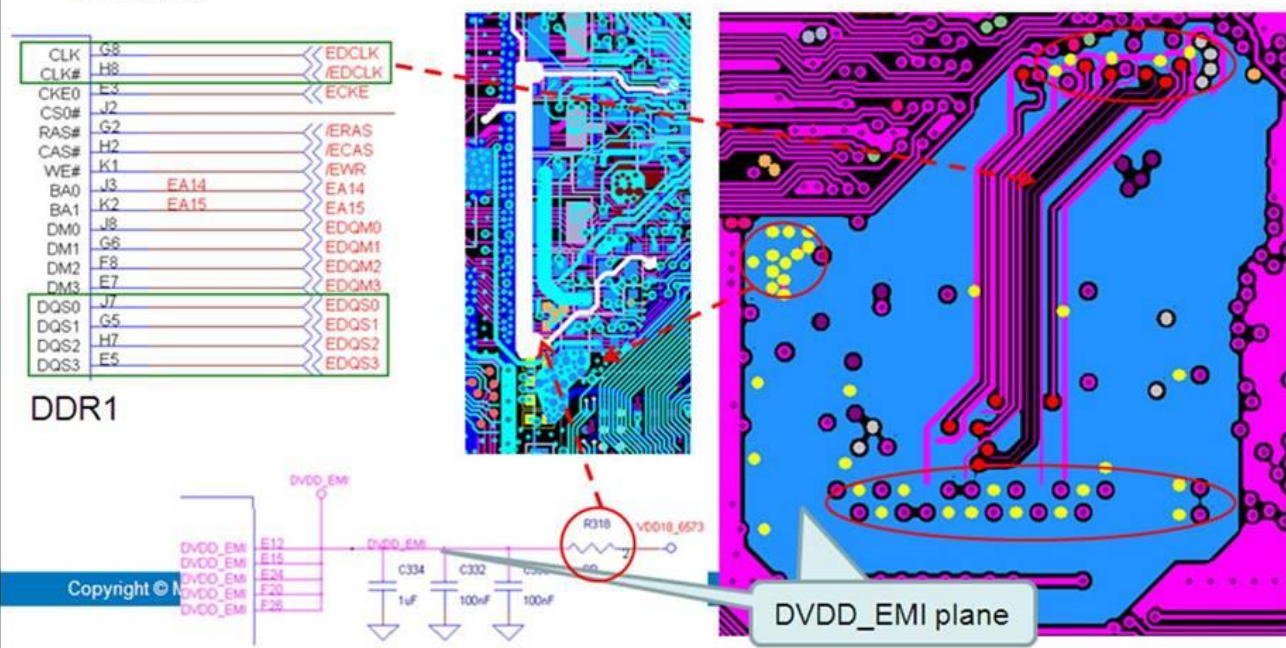 CLK G8 EDCLK
CLK# H8 /EDCLK
CKE0 E3 ECKE
CS0# J2
RAS# G2 /ERAS
CAS# H2 /ECAS
WE# K1 /EWR
BA0 J3 EA14 EA14
BA1 K2 EA15 EA15
DM0 J8 EDQM0
DM1 G6 EDQM1
DM2 F8 EDQM2
DM3 E7 EDQM3
DQS0 J7 EDQS0
DQS1 G5 EDQS1
DQS2 H7 EDQS2
DQS3 E5 EDQS3
DDR1
DVDD_EMI
R318 VDD18_6573
DVDD_EMI E12 DVDD_EMI 2
DVDD_EMI E15
DVDD_EMI E24 C334 C332
DVDD_EMI F20
DVDD_EMI F26 1uF 100nF 100nF
Copyright ©
DVDD_EMI plane